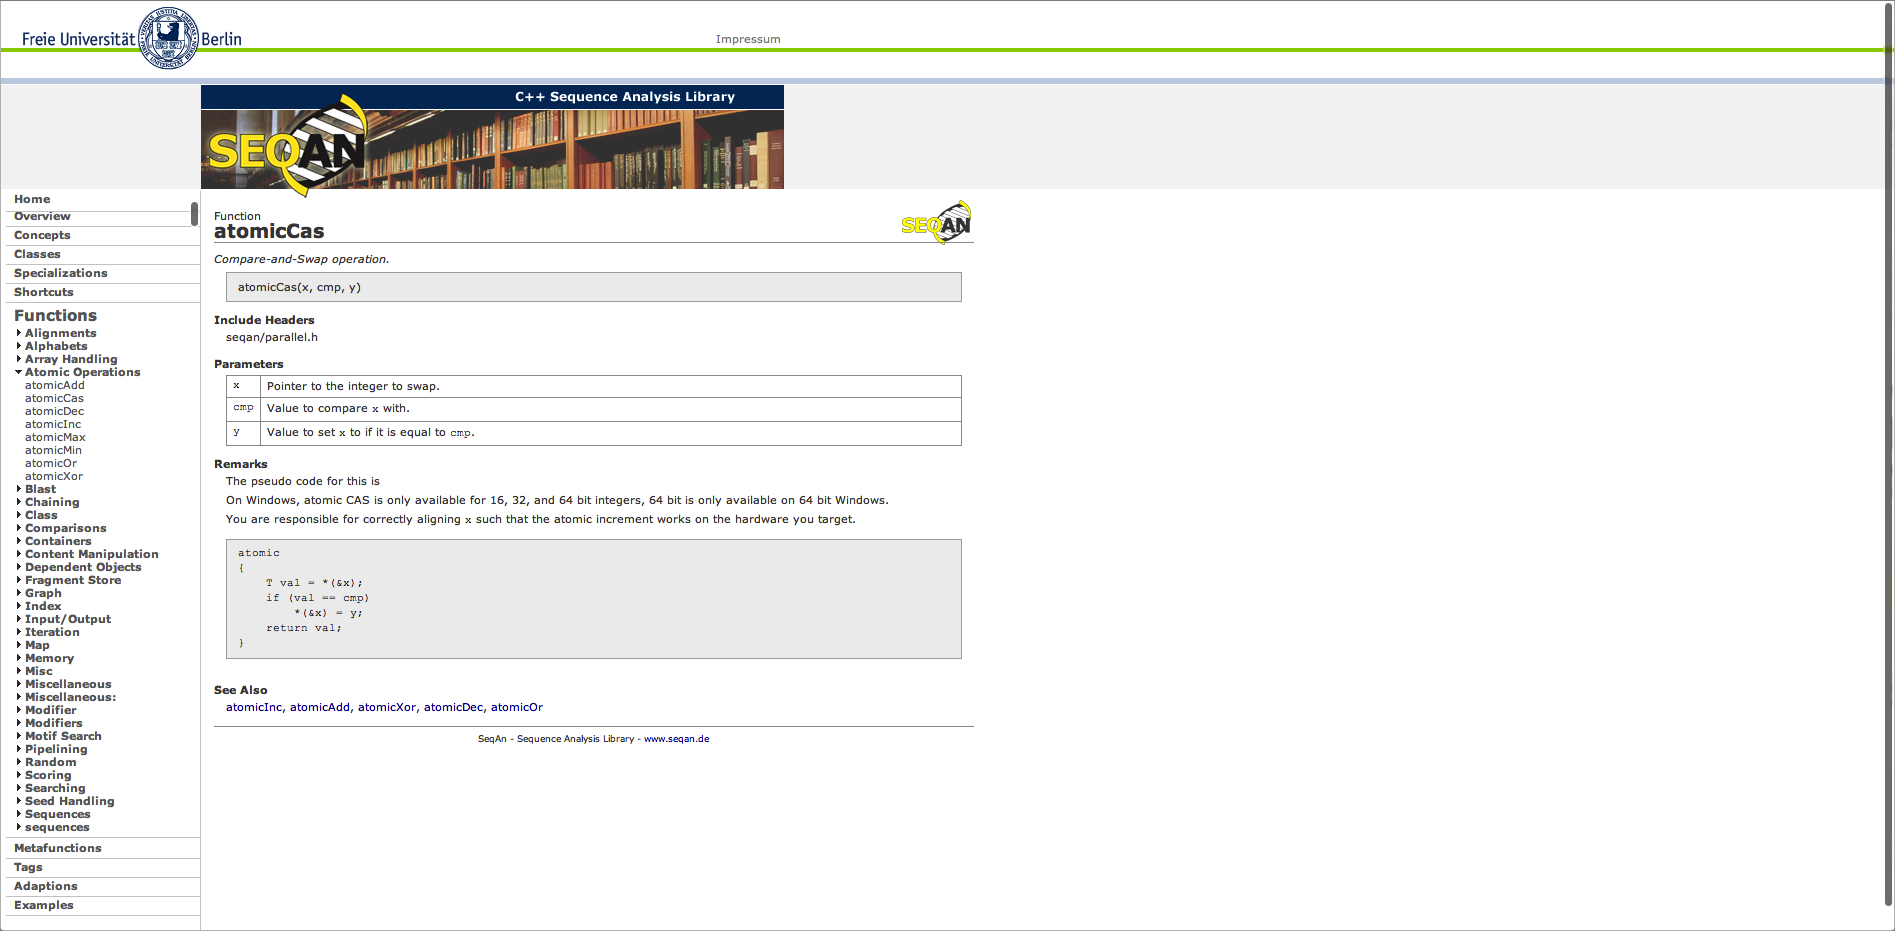 Freie Universität Berlin
Impressum
C++ Sequence Analysis Library
SEQAN
Home
Overview
Concepts
Classes
Specializations
Shortcuts
Functions
Alignments
Alphabets
Array Handling
Atomic Operations
atomicAdd
atomicCas
atomicDec
atomicInc
atomicMax
atomicMin
atomicOr
atomicXor
Blast
Chaining
Class
Comparisons
Containers
Content Manipulation
Dependent Objects
Fragment Store
Graph
Index
Input/Output
Iteration
Map
Memory
Misc
Miscellaneous
Miscellaneous:
Modifier
Modifiers
Motif Search
Pipelining
Random
Scoring
Searching
Seed Handling
Sequences
sequences
Metafunctions
Tags
Adaptions
Examples
Function
atomicCas
SEQAN
Compare-and-Swap operation.
atomicCas(x, cmp, y)
Include Headers
seqan/parallel.h
Parameters
x Pointer to the integer to swap.
cmp Value to compare x with.
y Value to set x to if it is equal to cmp.
Remarks
The pseudo code for this is
On Windows, atomic CAS is only available for 16, 32, and 64 bit integers, 64 bit is only available on 64 bit Windows.
You are responsible for correctly aligning x such that the atomic increment works on the hardware you target.
atomic
{
    T val = *(&x);
    if (val == cmp)
        *(&x) = y;
    return val;
}
See Also
atomicInc, atomicAdd, atomicXor, atomicDec, atomicOr
SeqAn - Sequence Analysis Library - www.seqan.de